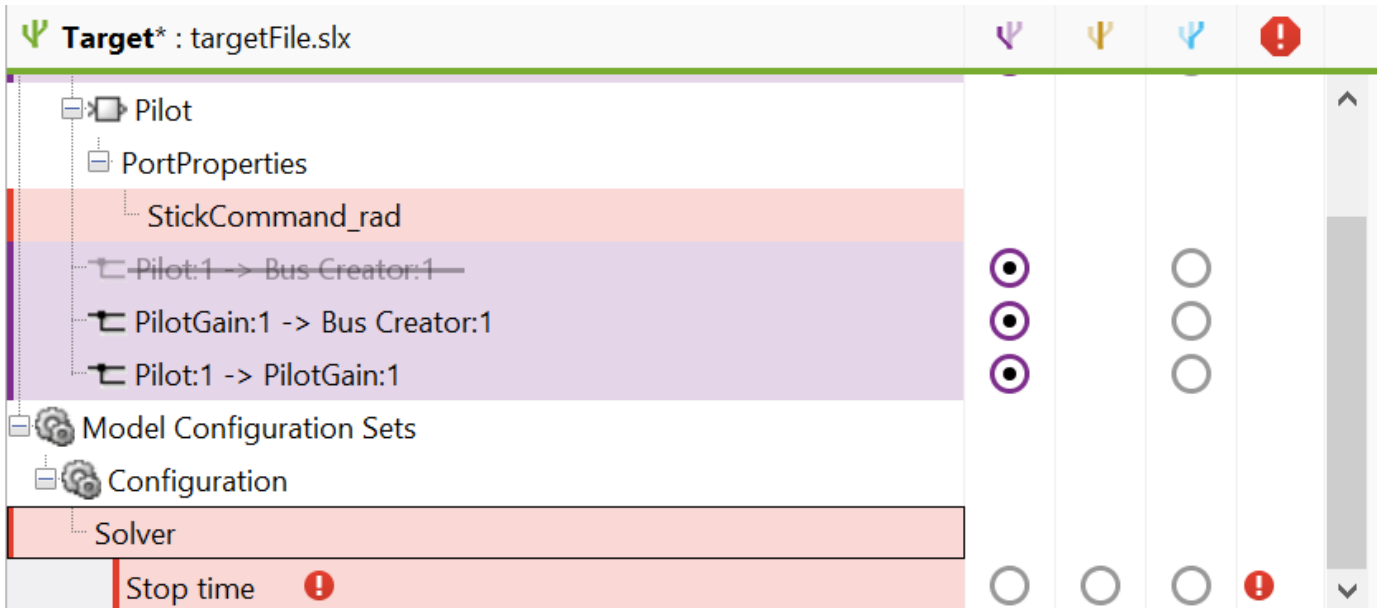 Target* : targetFile.slx
Pilot
PortProperties
StickCommand_rad
Pilot:1 -> Bus Creator:1
PilotGain:1 -> Bus Creator:1
Pilot:1 -> PilotGain:1
Model Configuration Sets
Configuration
Solver
Stop time